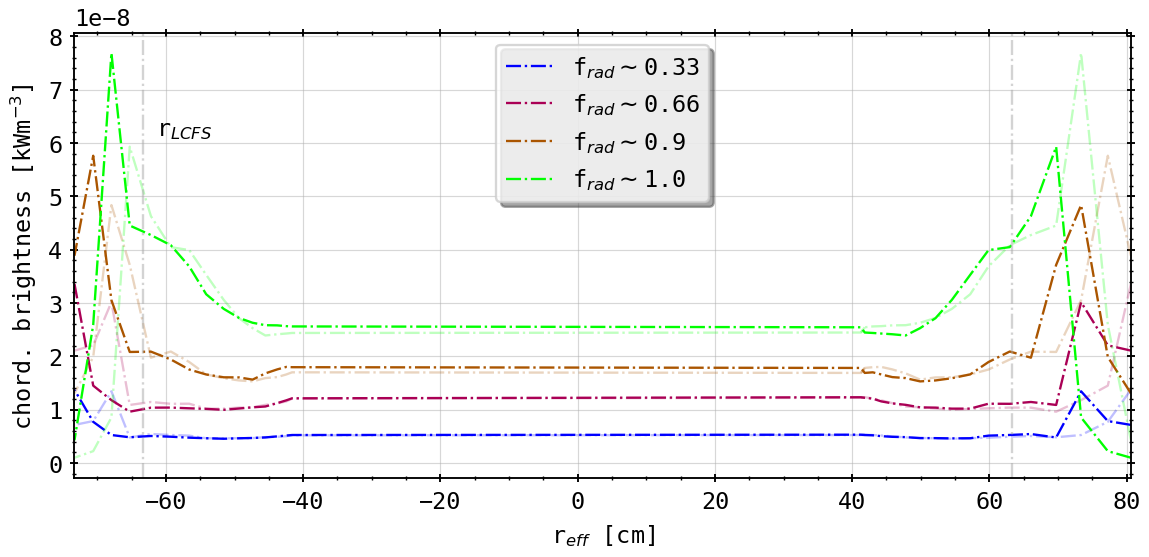 1e−8
8
7
6
5
4
3
2
1
0
chord. brightness [kWm⁻³]
r_LCFS
f_rad ∼ 0.33
f_rad ∼ 0.66
f_rad ∼ 0.9
f_rad ∼ 1.0
−60 −40 −20 0 20 40 60 80
r_eff [cm]